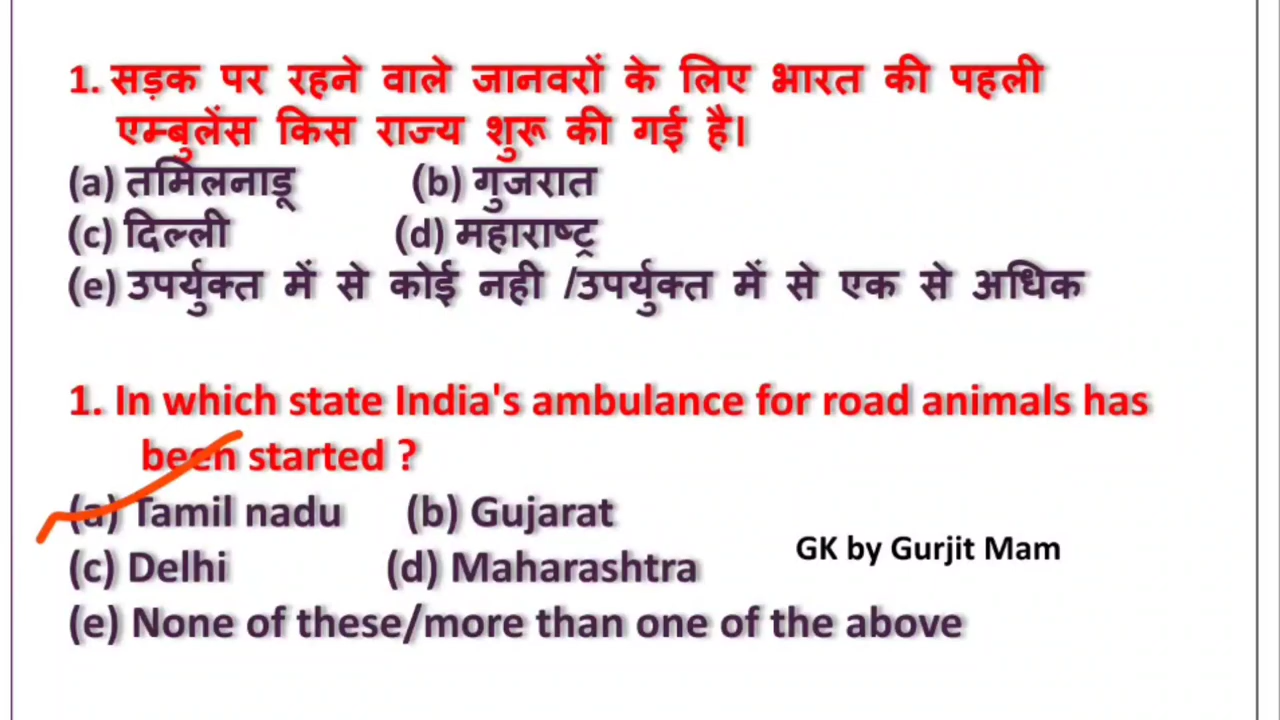 1. सड़क पर रहने वाले जानवरों के लिए भारत की पहली
एम्बुलेंस किस राज्य शुरू की गई है।
(a) तमिलनाडू (b) गुजरात
(c) दिल्ली (d) महाराष्ट्र
(e) उपर्युक्त में से कोई नही /उपर्युक्त में से एक से अधिक
1. In which state India's ambulance for road animals has
been started ?
(a) Tamil nadu (b) Gujarat
(c) Delhi (d) Maharashtra
GK by Gurjit Mam
(e) None of these/more than one of the above